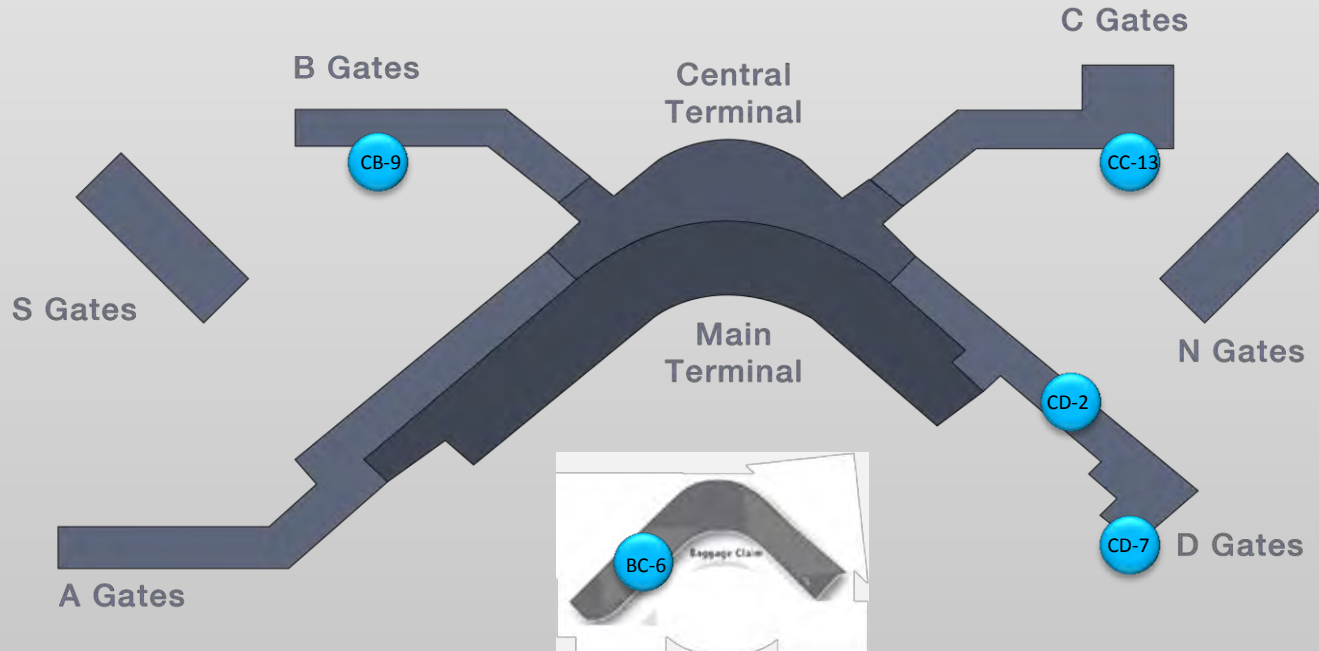 C Gates
B Gates
Central
Terminal
CB-9
CC-13
S Gates
Main
Terminal
N Gates
CD-2
Baggage Claim
BC-6
CD-7
D Gates
A Gates